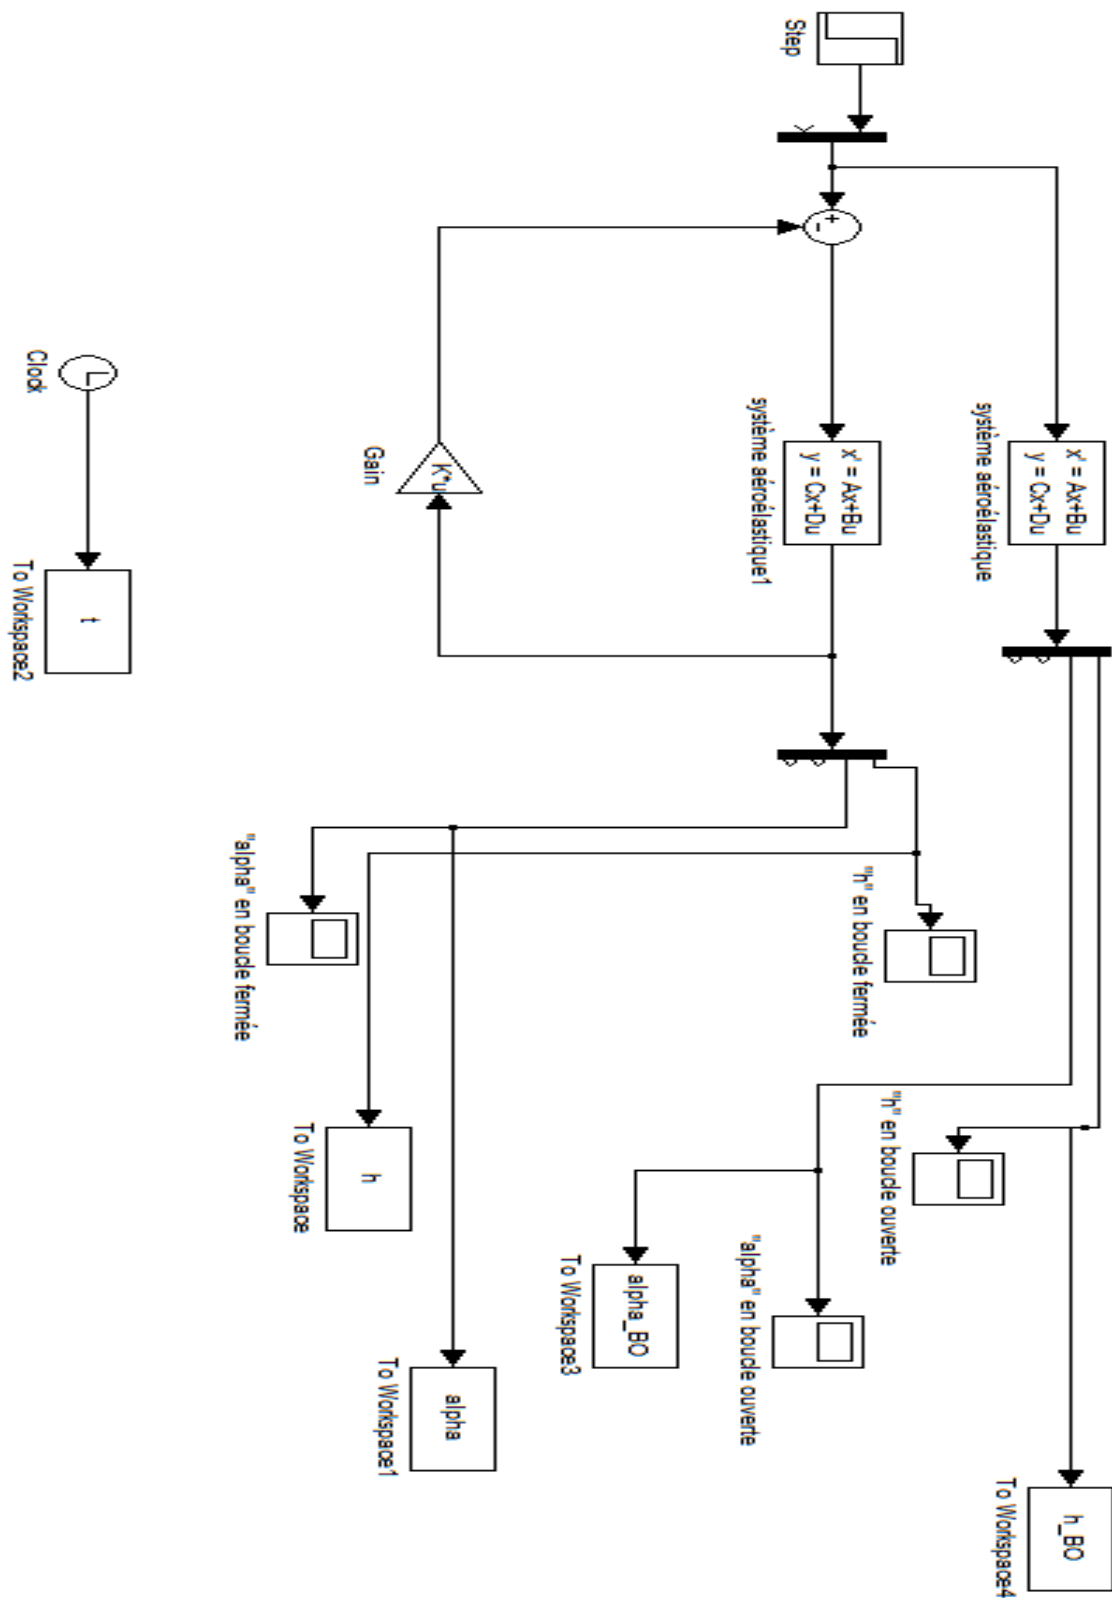 Step
x' = Ax+Bu
y = Cx+Du
système aéroélastique
+
-
x' = Ax+Bu
y = Cx+Du
système aéroélastique1
K*u
Gain
"h" en boucle fermée
"alpha" en boucle fermée
h
To Workspace
"h" en boucle ouverte
"alpha" en boucle ouverte
alpha_BO
To Workspace3
alpha
To Workspace1
h_BO
To Workspace4
Clock
t
To Workspace2